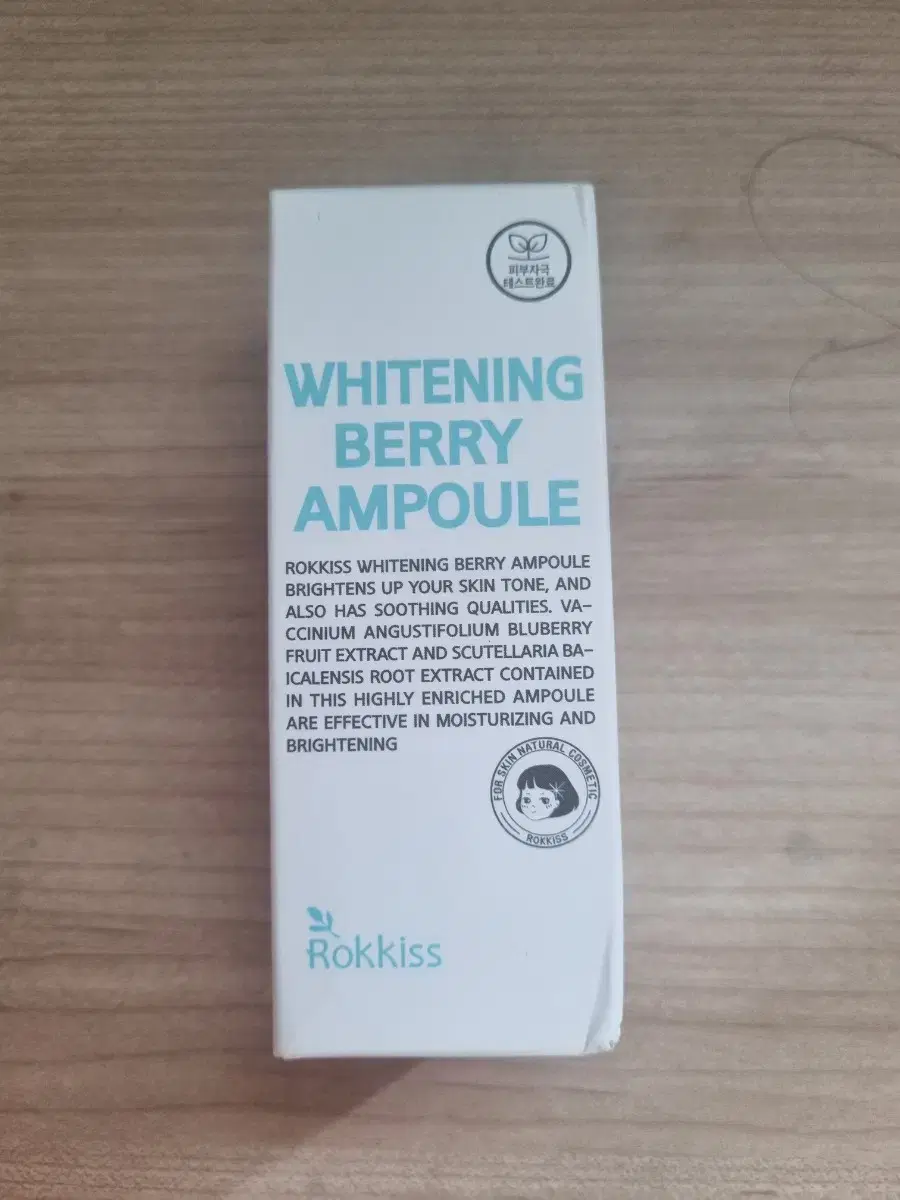 피부자극
테스트완료
WHITENING
BERRY
AMPOULE
ROKKISS WHITENING BERRY AMPOULE
BRIGHTENS UP YOUR SKIN TONE, AND
ALSO HAS SOOTHING QUALITIES. VA-
CCINIUM ANGUSTIFOLIUM BLUBERRY
FRUIT EXTRACT AND SCUTELLARIA BA-
ICALENSIS ROOT EXTRACT CONTAINED
IN THIS HIGHLY ENRICHED AMPOULE
ARE EFFECTIVE IN MOISTURIZING AND
BRIGHTENING
FOR SKIN NATURAL COSMETIC
ROKKISS
Rokkiss